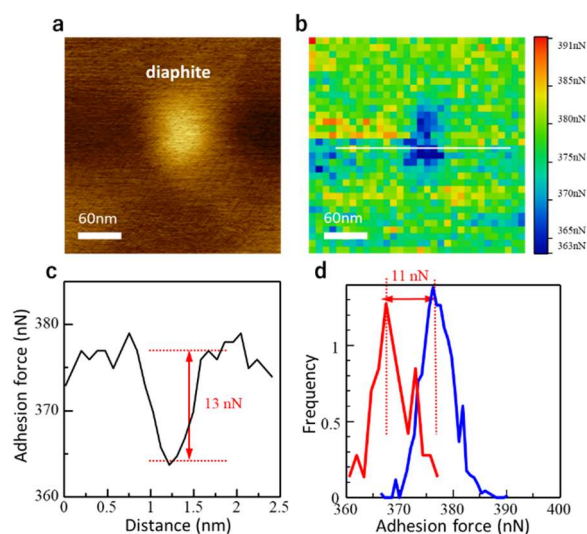 a
diaphite
60nm
b
60nm
391nN
385nN
380nN
375nN
370nN
365nN
363nN
c
Adhesion force (nN)
380
370
360
13 nN
0
0.5
1
1.5
2
2.5
Distance (nm)
d
Frequency
1
0.5
0
11 nN
360
380
390
400
Adhesion force (nN)